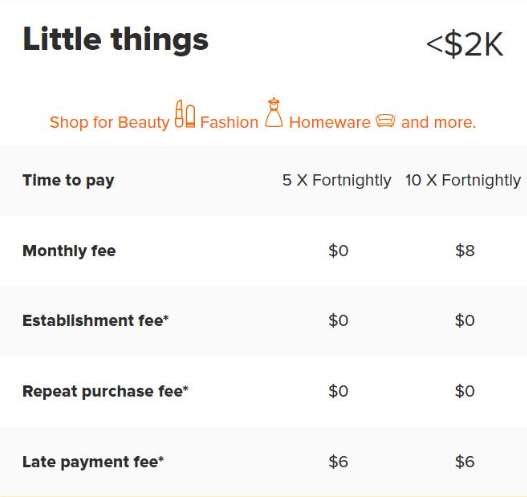 Little things <$2K
Shop for Beauty Fashion Homeware and more.
Time to pay 5 X Fortnightly 10 X Fortnightly
Monthly fee $0 $8
Establishment fee* $0 $0
Repeat purchase fee* $0 $0
Late payment fee* $6 $6